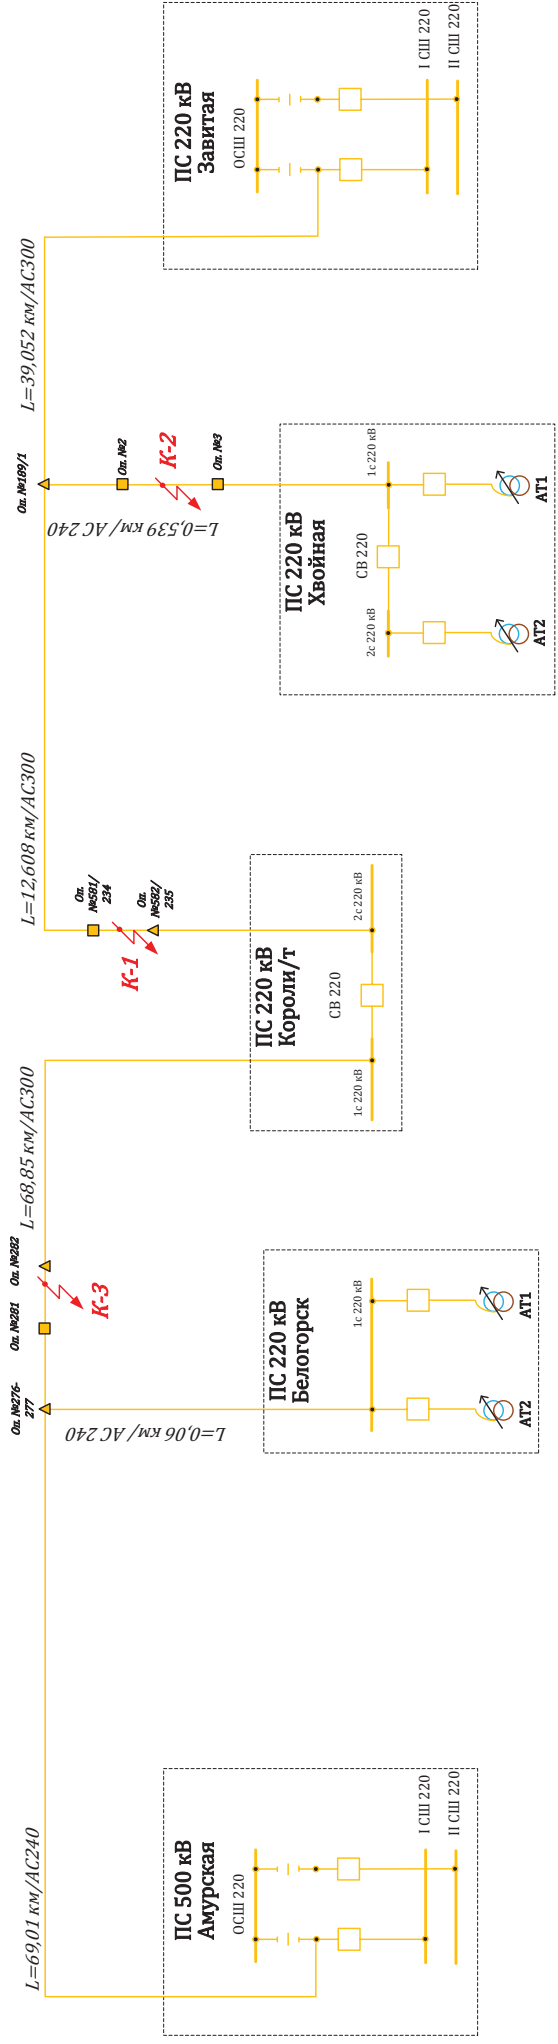 ПС 220 кВ
Завитая
ОСШ 220
I СШ 220
II СШ 220
L=39,052 км/АС300
Оп. №189/1
Оп. №2
К-2
Оп. №3
L=0,539 км/ АС 240
ПС 220 кВ
Хвойная
1с 220 кВ
СВ 220
2с 220 кВ
АТ1
АТ2
L=12,608 км/АС300
Оп.
№581/
234
Оп.
№582/
235
К-1
ПС 220 кВ
Короли/т
2с 220 кВ
СВ 220
1с 220 кВ
L=68,85 км/АС300
Оп. №282
Оп. №281
К-3
Оп. №276-
277
L=0,06 км/ АС 240
ПС 220 кВ
Белогорск
1с 220 кВ
АТ1
АТ2
L=69,01 км/АС240
ПС 500 кВ
Амурская
ОСШ 220
I СШ 220
II СШ 220